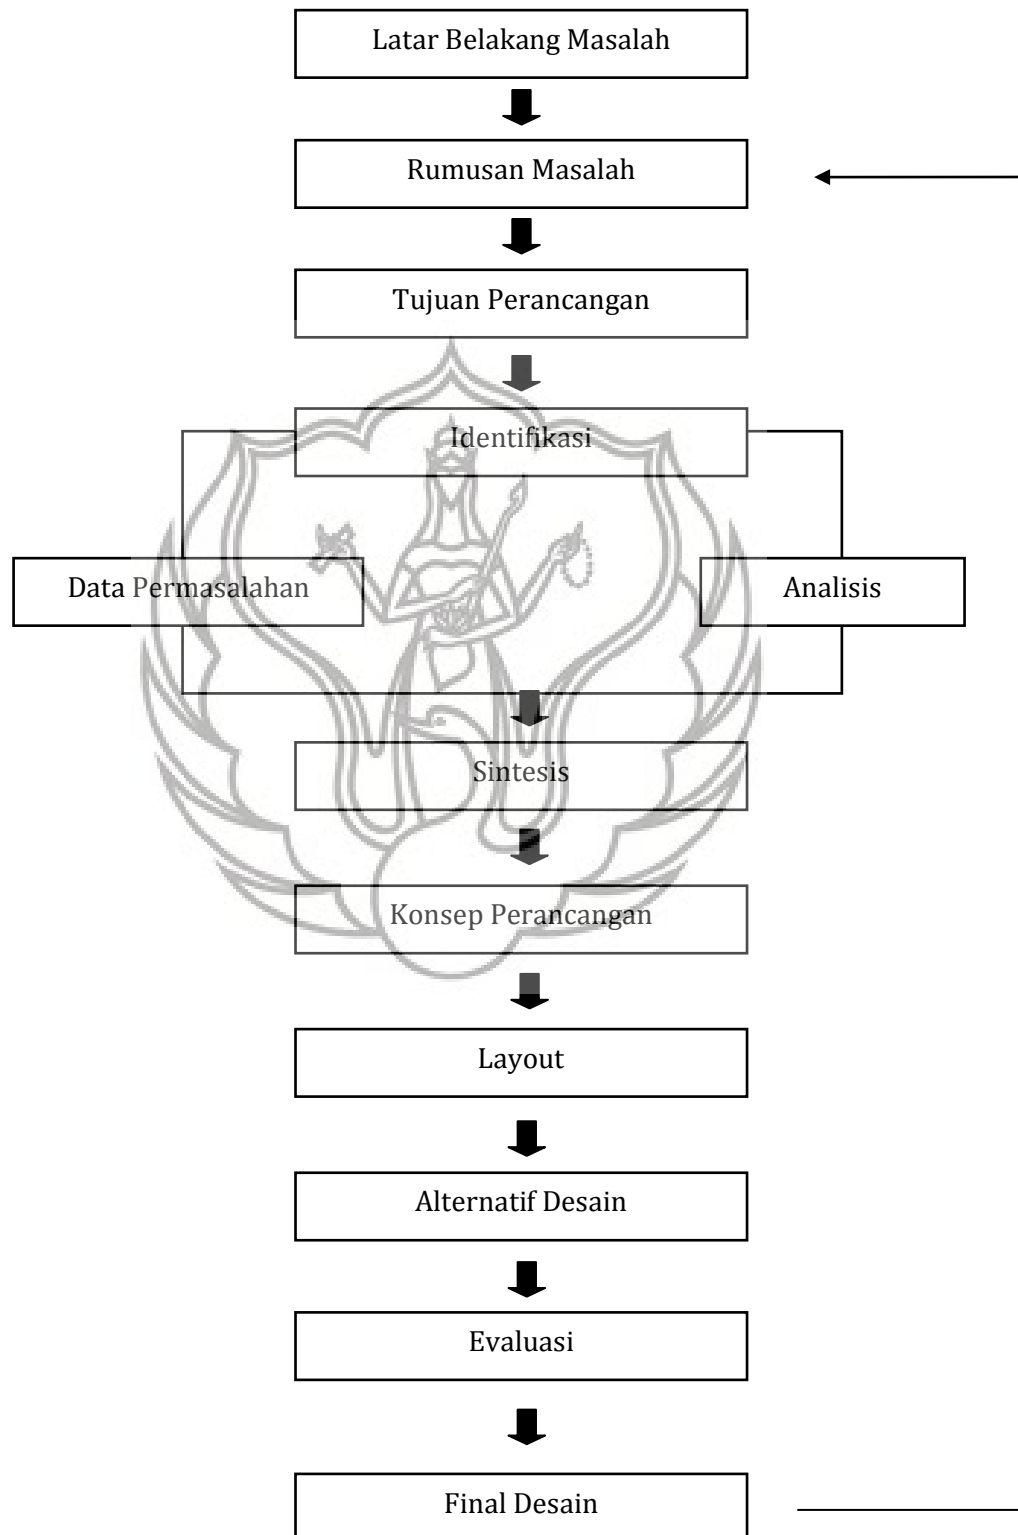 Latar Belakang Masalah
Rumusan Masalah
Tujuan Perancangan
Identifikasi
Data Permasalahan
Analisis
Sintesis
Konsep Perancangan
Layout
Alternatif Desain
Evaluasi
Final Desain